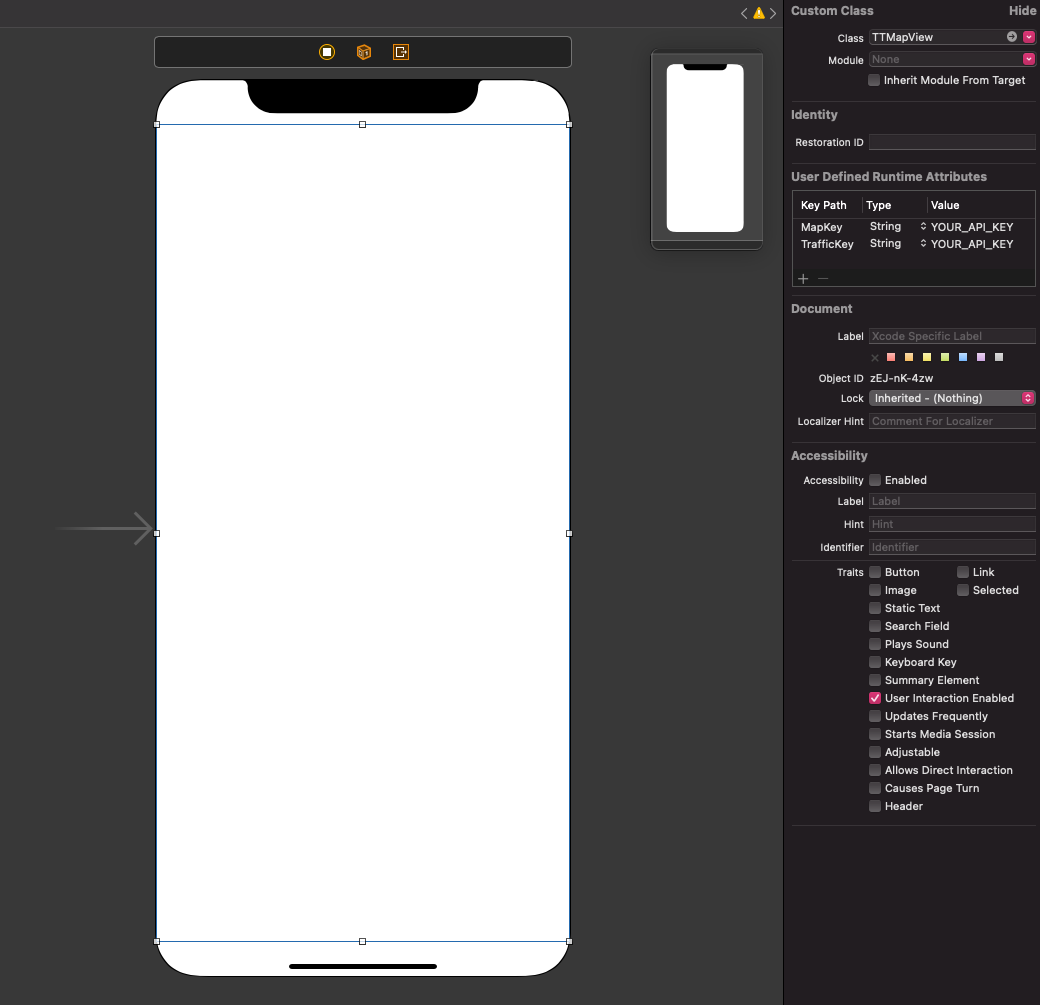 Custom Class Hide
Class TTMapView
Module None
Inherit Module From Target
Identity
Restoration ID
User Defined Runtime Attributes
Key Path Type Value
MapKey String YOUR_API_KEY
TrafficKey String YOUR_API_KEY
Document
Label Xcode Specific Label
Object ID zEJ-nK-4zw
Lock Inherited - (Nothing)
Localizer Hint Comment For Localizer
Accessibility
Accessibility Enabled
Label Label
Hint Hint
Identifier Identifier
Traits Button Link
Image Selected
Static Text
Search Field
Plays Sound
Keyboard Key
Summary Element
User Interaction Enabled
Updates Frequently
Starts Media Session
Adjustable
Allows Direct Interaction
Causes Page Turn
Header